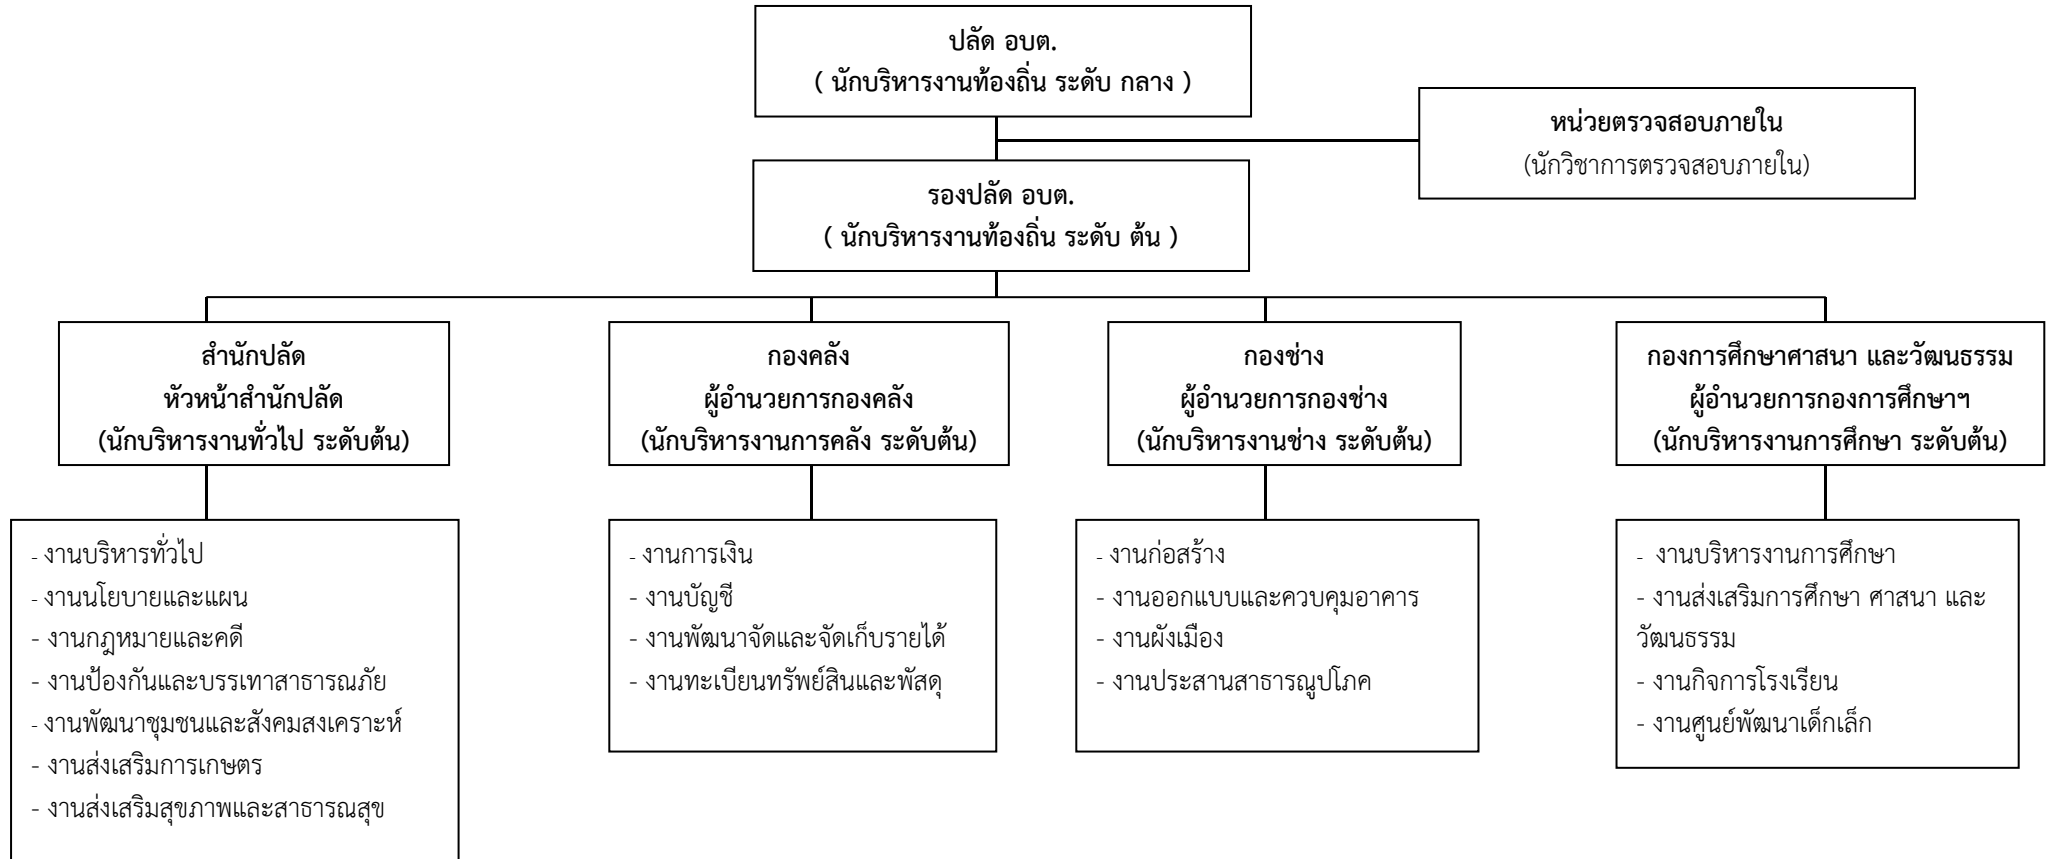 ปลัด อบต.
( นักบริหารงานท้องถิ่น ระดับ กลาง )
หน่วยตรวจสอบภายใน
(นักวิชาการตรวจสอบภายใน)
รองปลัด อบต.
( นักบริหารงานท้องถิ่น ระดับ ต้น )
สำนักปลัด
หัวหน้าสำนักปลัด
(นักบริหารงานทั่วไป ระดับต้น)
กองคลัง
ผู้อำนวยการกองคลัง
(นักบริหารงานการคลัง ระดับต้น)
กองช่าง
ผู้อำนวยการกองช่าง
(นักบริหารงานช่าง ระดับต้น)
กองการศึกษาศาสนา และวัฒนธรรม
ผู้อำนวยการกองการศึกษาฯ
(นักบริหารงานการศึกษา ระดับต้น)
- งานบริหารทั่วไป
- งานนโยบายและแผน
- งานกฎหมายและคดี
- งานป้องกันและบรรเทาสาธารณภัย
- งานพัฒนาชุมชนและสังคมสงเคราะห์
- งานส่งเสริมการเกษตร
- งานส่งเสริมสุขภาพและสาธารณสุข
- งานการเงิน
- งานบัญชี
- งานพัฒนาจัดและจัดเก็บรายได้
- งานทะเบียนทรัพย์สินและพัสดุ
- งานก่อสร้าง
- งานออกแบบและควบคุมอาคาร
- งานผังเมือง
- งานประสานสาธารณูปโภค
- งานบริหารงานการศึกษา
- งานส่งเสริมการศึกษา ศาสนา และ
วัฒนธรรม
- งานกิจการโรงเรียน
- งานศูนย์พัฒนาเด็กเล็ก